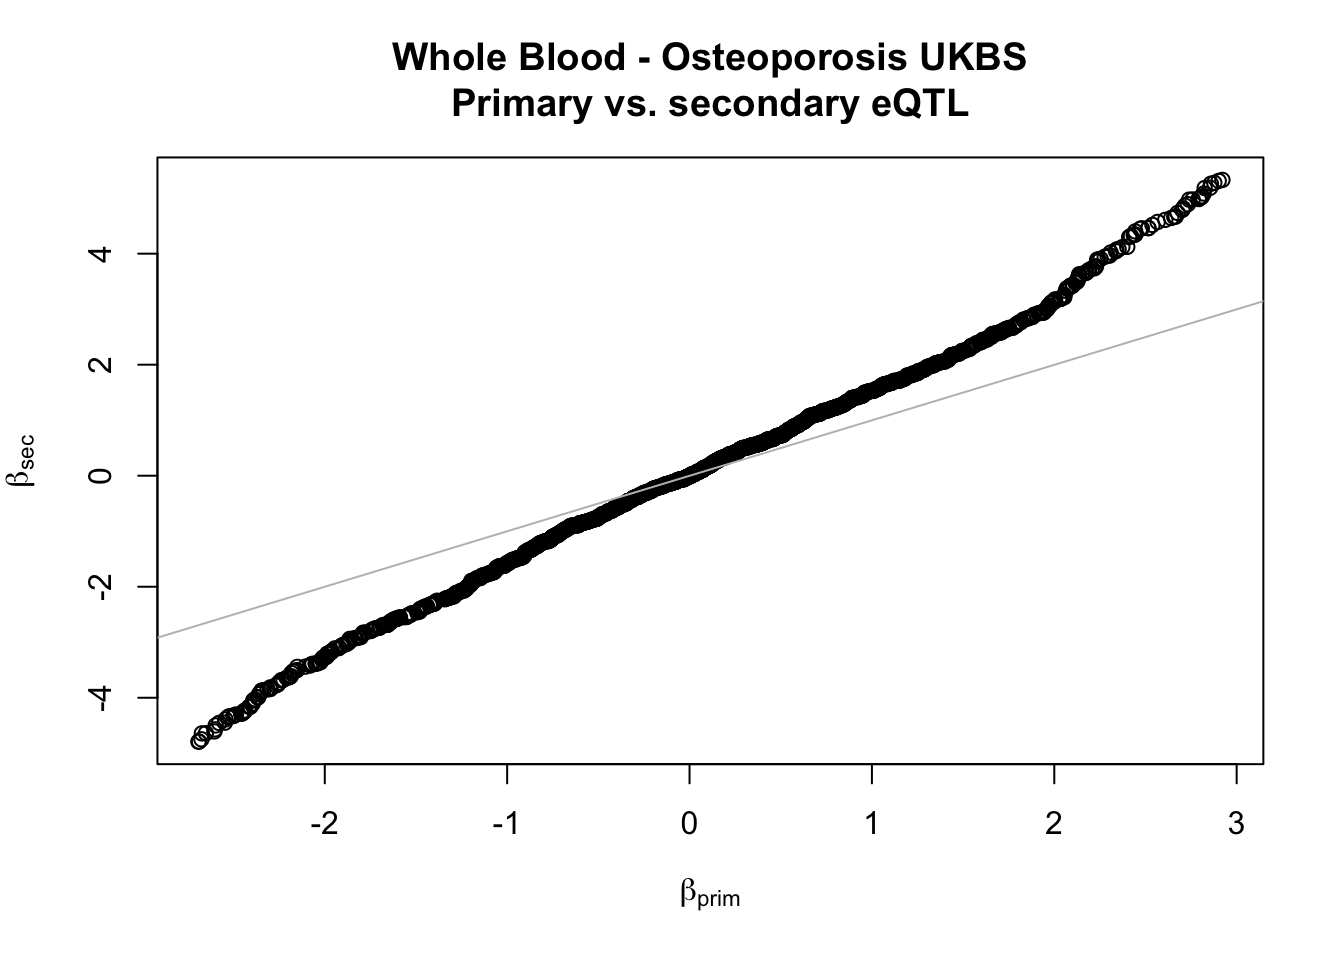 Whole Blood - Osteoporosis UKBS
Primary vs. secondary eQTL
4
2
0
-2
-4
βsec
-2 -1 0 1 2 3
βprim